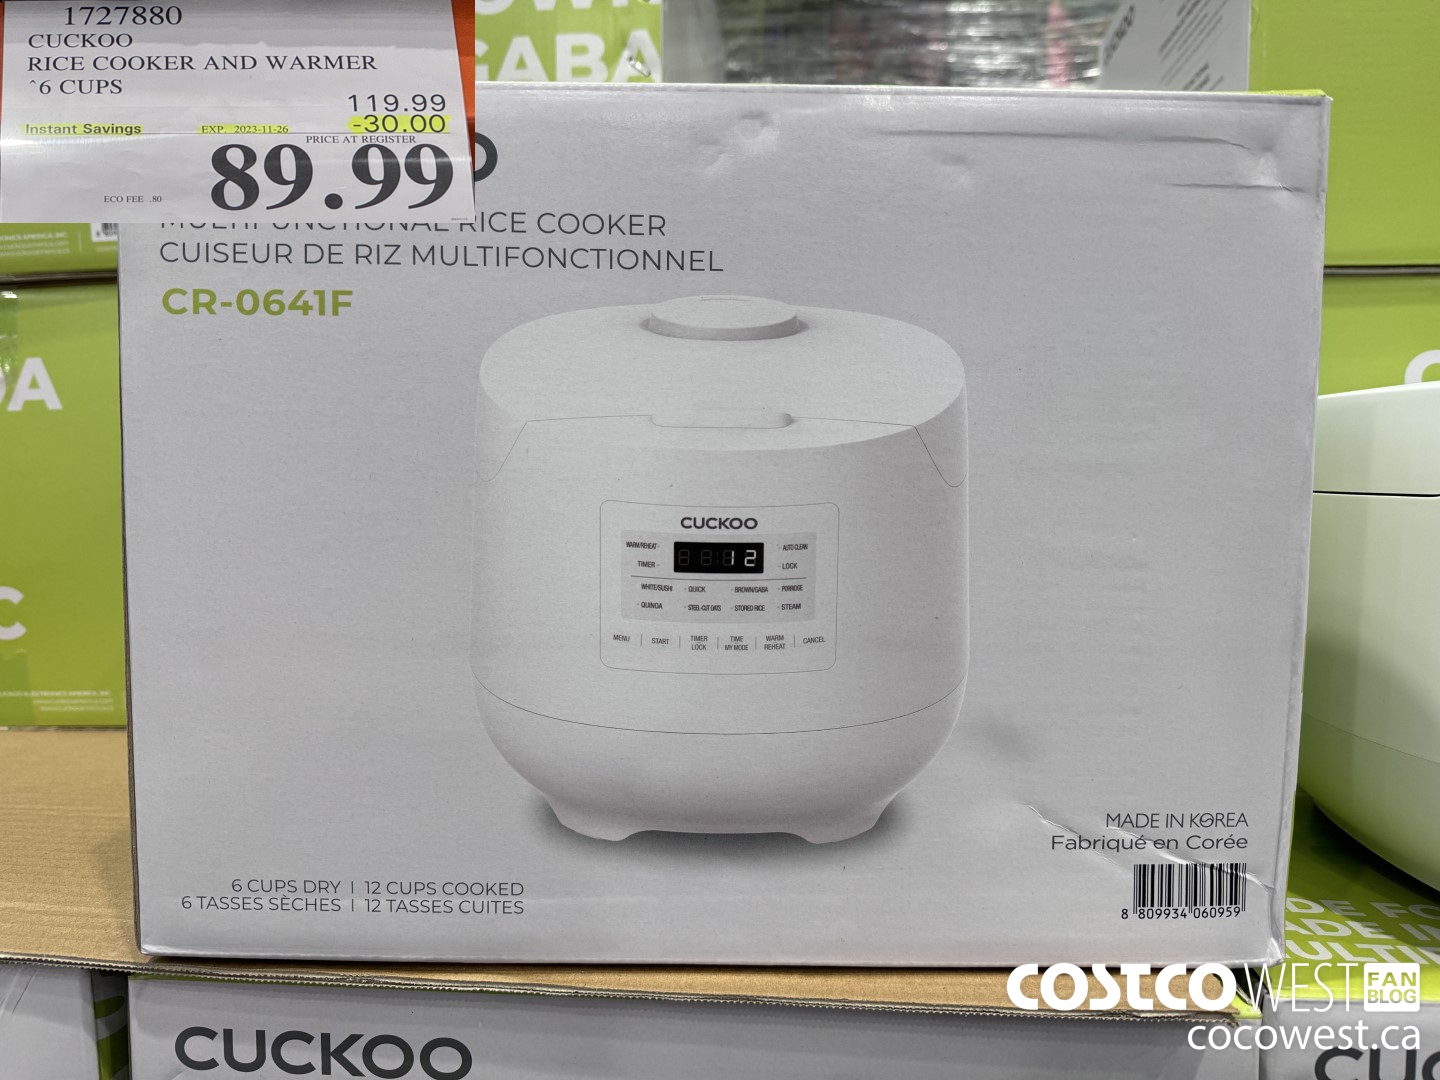 1727880
CUCKOO
RICE COOKER AND WARMER
^6 CUPS
119.99
Instant Savings EXP. 2023-11-26 -30.00
PRICE AT REGISTER
89.99
ECO FEE .80
GABA
MULTIFUNCTIONAL RICE COOKER
CUISEUR DE RIZ MULTIFONCTIONNEL
CR-0641F
CUCKOO
WARM/REHEAT 12 AUTO CLEAN
TIMER LOCK
WHITE/SUSHI QUICK BROWN/GABA PORRIDGE
QUINOA STEEL-CUT OATS STORED RICE STEAM
MENU START TIMER LOCK TIME MY MODE WARM REHEAT CANCEL
MADE IN KOREA
Fabriqué en Corée
8 809934 060959
6 CUPS DRY | 12 CUPS COOKED
6 TASSES SÈCHES | 12 TASSES CUITES
COSTCO WEST FAN BLOG
cocowest.ca
CUCKOO